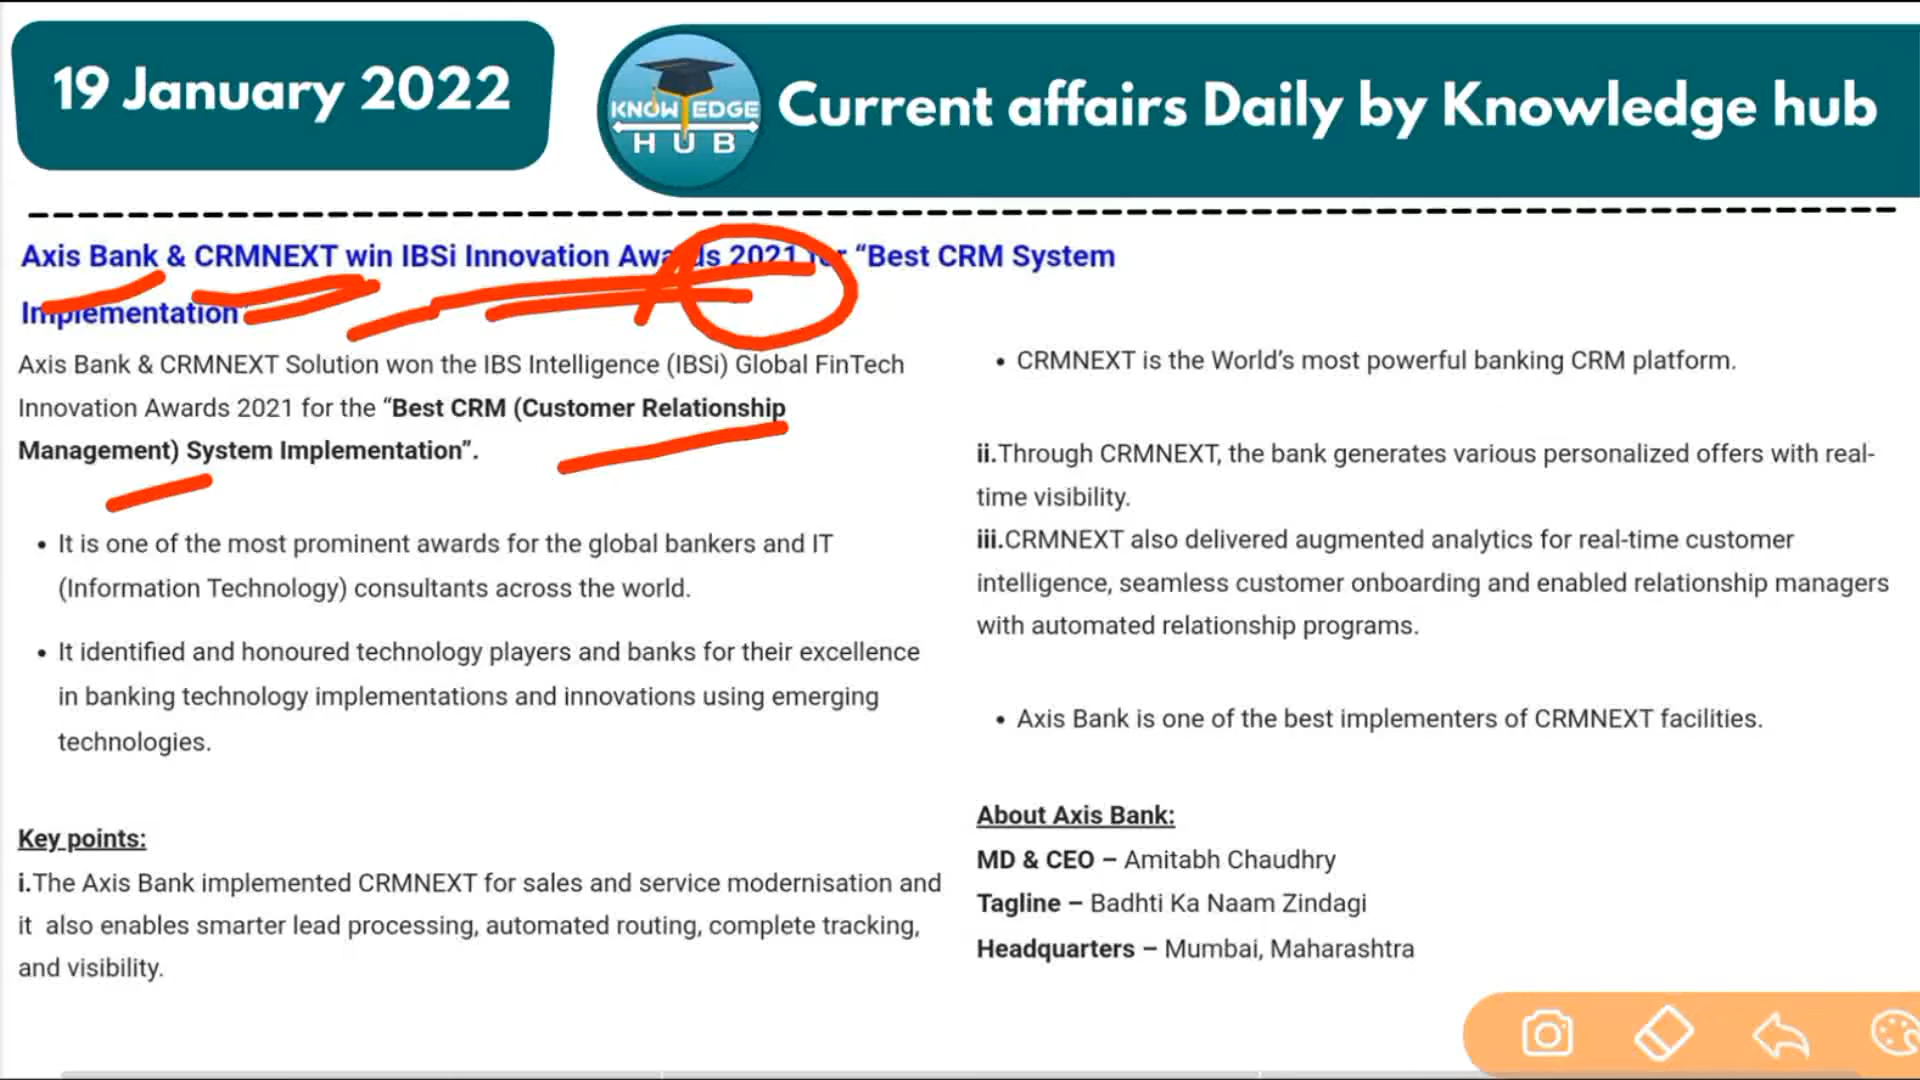 19 January 2022
KNOWLEDGE
HUB
Current affairs Daily by Knowledge hub
Axis Bank & CRMNEXT win IBSi Innovation Awards 2021 for “Best CRM System
Implementation
Axis Bank & CRMNEXT Solution won the IBS Intelligence (IBSi) Global FinTech
Innovation Awards 2021 for the “Best CRM (Customer Relationship
Management) System Implementation”.
• It is one of the most prominent awards for the global bankers and IT
(Information Technology) consultants across the world.
• It identified and honoured technology players and banks for their excellence
in banking technology implementations and innovations using emerging
technologies.
Key points:
i.The Axis Bank implemented CRMNEXT for sales and service modernisation and
it also enables smarter lead processing, automated routing, complete tracking,
and visibility.
• CRMNEXT is the World’s most powerful banking CRM platform.
ii.Through CRMNEXT, the bank generates various personalized offers with real-
time visibility.
iii.CRMNEXT also delivered augmented analytics for real-time customer
intelligence, seamless customer onboarding and enabled relationship managers
with automated relationship programs.
• Axis Bank is one of the best implementers of CRMNEXT facilities.
About Axis Bank:
MD & CEO – Amitabh Chaudhry
Tagline – Badhti Ka Naam Zindagi
Headquarters – Mumbai, Maharashtra